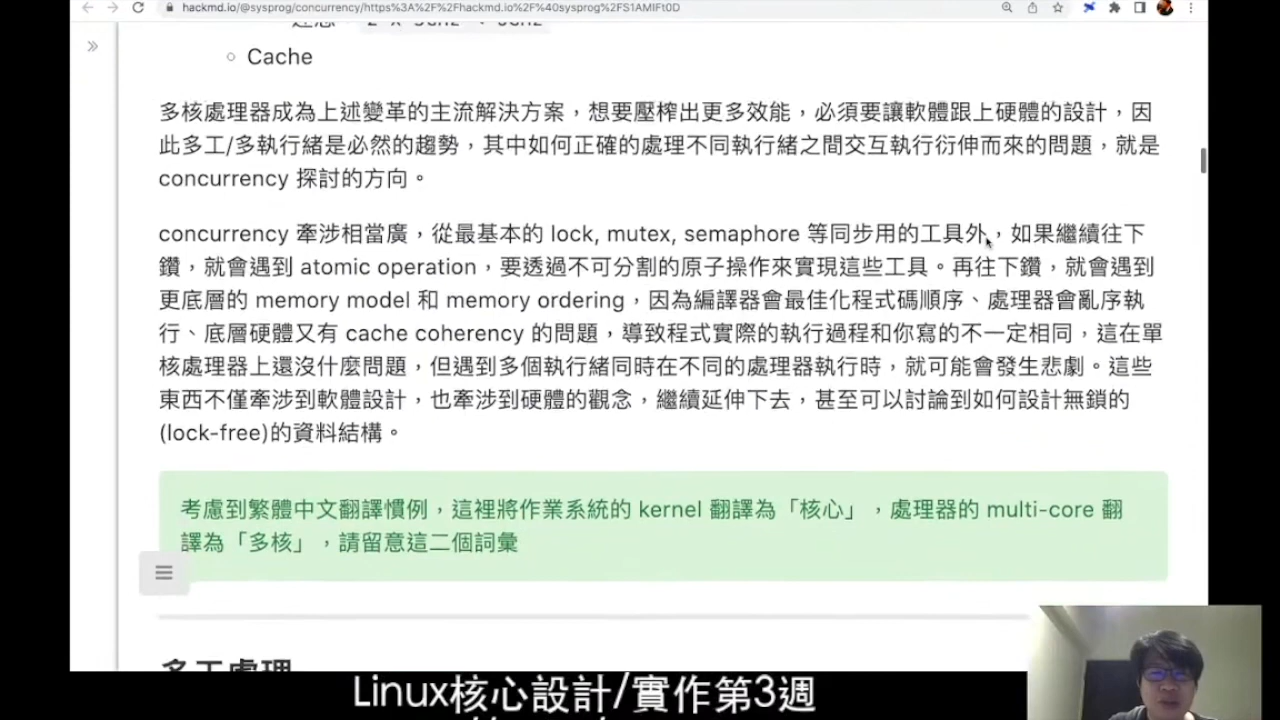 hackmd.io/@sysprog/concurrency/https%3A%2F%2Fhackmd.io%2F%40sysprog%2FS1AMIFt0D
Cache
多核處理器成為上述變革的主流解決方案，想要壓榨出更多效能，必須要讓軟體跟上硬體的設計，因
此多工/多執行緒是必然的趨勢，其中如何正確的處理不同執行緒之間交互執行衍伸而來的問題，就是
concurrency 探討的方向。
concurrency 牽涉相當廣，從最基本的 lock, mutex, semaphore 等同步用的工具外，如果繼續往下
鑽，就會遇到 atomic operation，要透過不可分割的原子操作來實現這些工具。再往下鑽，就會遇到
更底層的 memory model 和 memory ordering，因為編譯器會最佳化程式碼順序、處理器會亂序執
行、底層硬體又有 cache coherency 的問題，導致程式實際的執行過程和你寫的不一定相同，這在單
核處理器上還沒什麼問題，但遇到多個執行緒同時在不同的處理器執行時，就可能會發生悲劇。這些
東西不僅牽涉到軟體設計，也牽涉到硬體的觀念，繼續延伸下去，甚至可以討論到如何設計無鎖的
(lock-free)的資料結構。
考慮到繁體中文翻譯慣例，這裡將作業系統的 kernel 翻譯為「核心」，處理器的 multi-core 翻
譯為「多核」，請留意這二個詞彙
多工處理
Linux核心設計/實作第3週